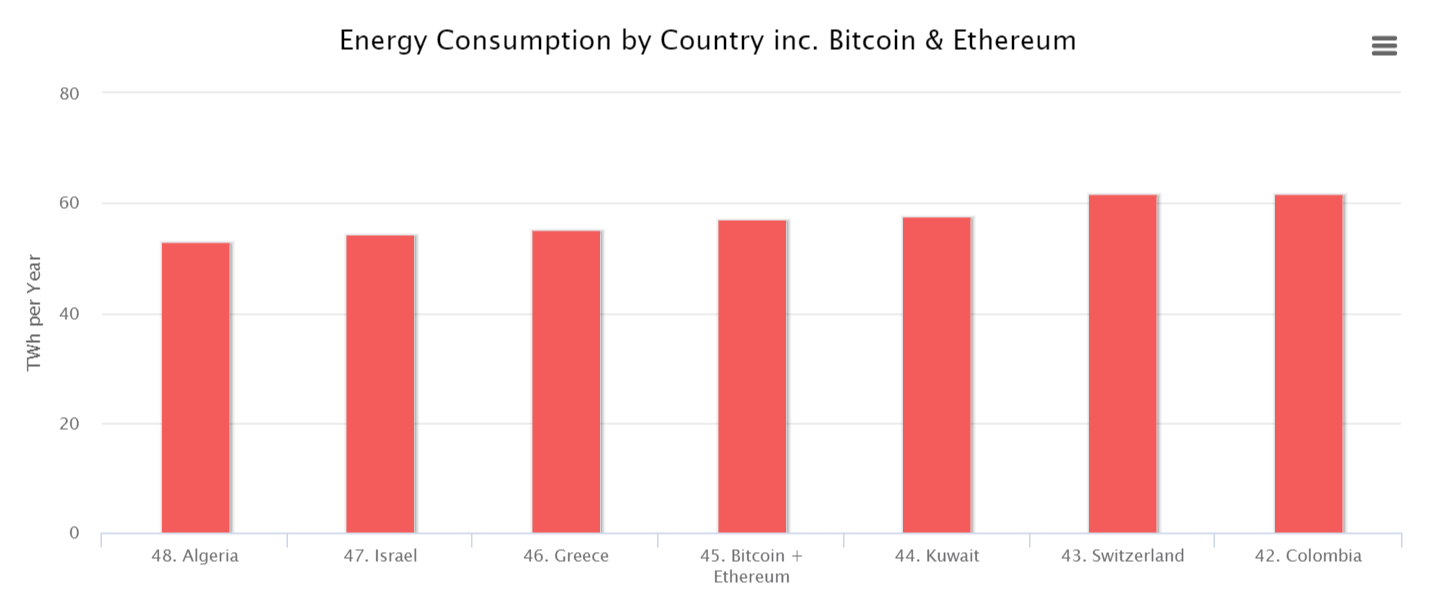 Energy Consumption by Country inc. Bitcoin & Ethereum
80
60
40
20
0
TWh per Year
48. Algeria
47. Israel
46. Greece
45. Bitcoin +
Ethereum
44. Kuwait
43. Switzerland
42. Colombia